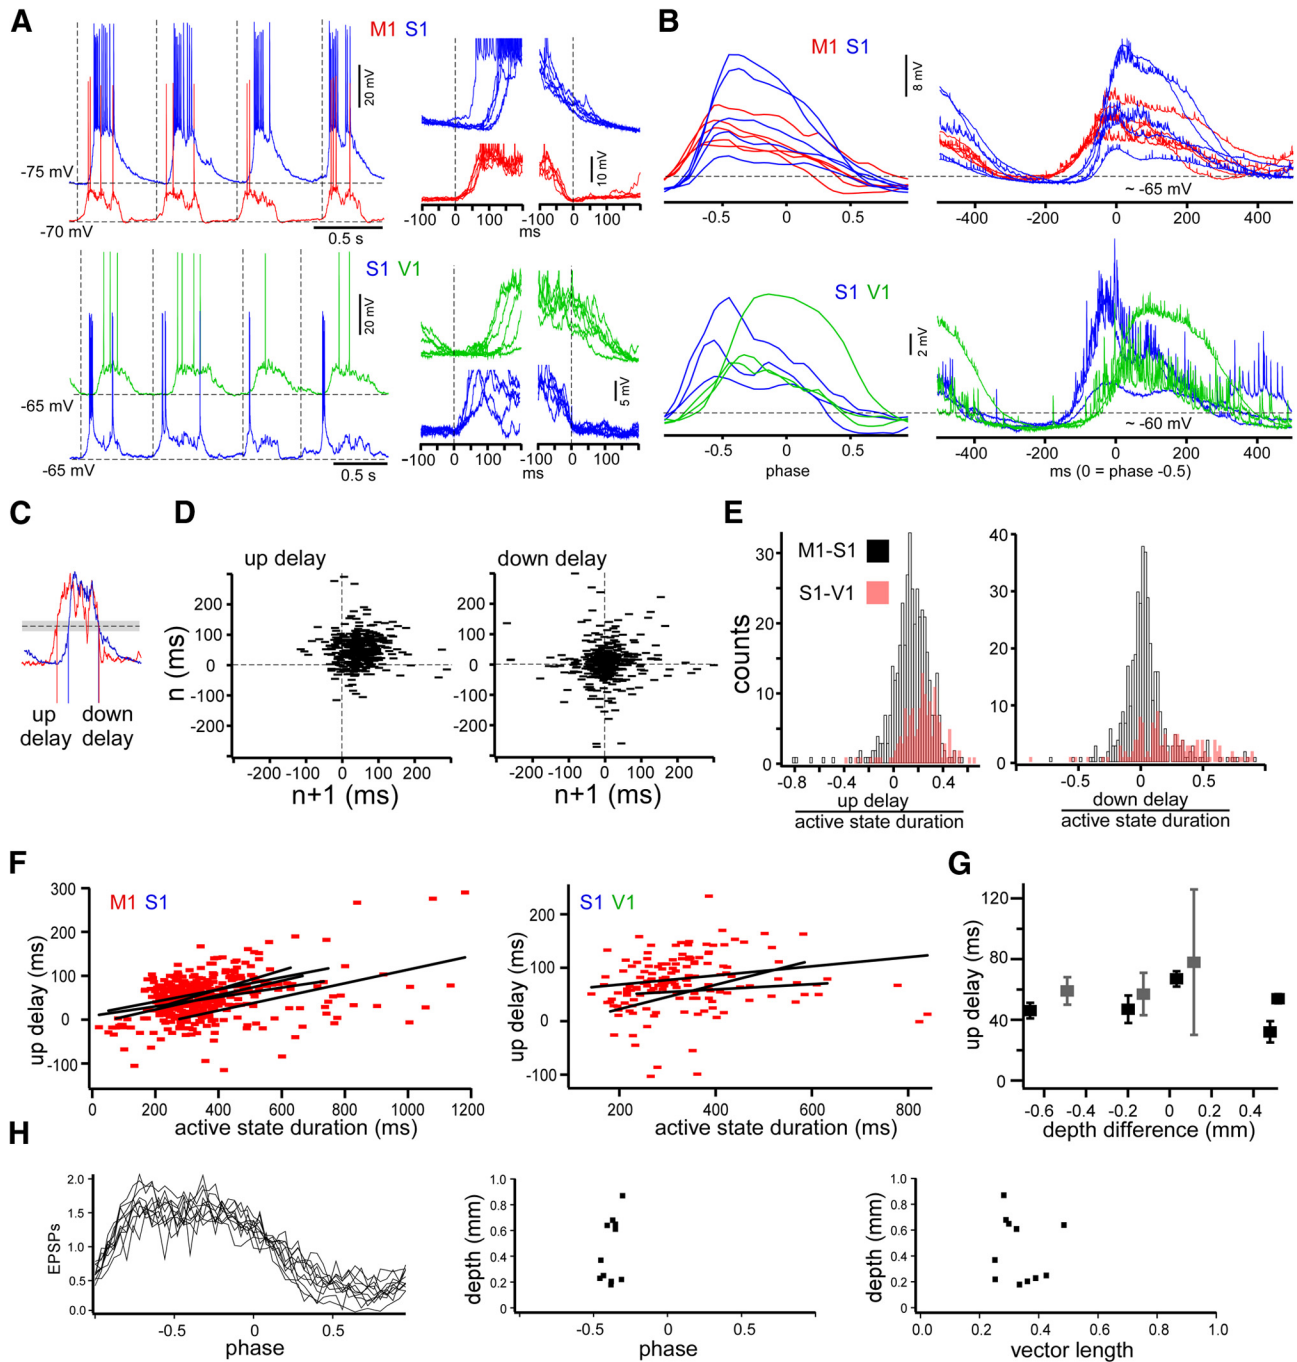 A
M1 S1
20 mV
-75 mV
-70 mV
0.5 s
10 mV
-100 0 100
-100 0 100
ms
S1 V1
20 mV
-65 mV
-65 mV
0.5 s
5 mV
-100 0 100
-100 0 100
ms
B
M1 S1
8 mV
~ -65 mV
-0.5 0 0.5
-400 -200 0 200 400
S1 V1
2 mV
~ -60 mV
-0.5 0 0.5
phase
-400 -200 0 200 400
ms (0 = phase -0.5)
C
up delay
down delay
D
up delay
down delay
n (ms)
200
100
0
-100
-200
200
100
0
-100
-200
-200 0 200
-200 0 200
n+1 (ms)
n+1 (ms)
E
M1-S1
S1-V1
counts
30
20
10
0
40
30
20
10
0
-0.8 -0.4 0 0.4
-0.5 0 0.5
up delay
active state duration
down delay
active state duration
F
M1 S1
up delay (ms)
300
200
100
0
-100
0 200 400 600 800 1000 1200
active state duration (ms)
S1 V1
up delay (ms)
200
100
0
-100
200 400 600 800
active state duration (ms)
G
up delay (ms)
120
80
40
0
-0.6 -0.4 -0.2 0 0.2 0.4
depth difference (mm)
H
EPSPs
2.0
1.5
1.0
0.5
0.0
-0.5 0 0.5
phase
depth (mm)
1.0
0.8
0.6
0.4
0.2
0
-0.5 0 0.5
phase
depth (mm)
1.0
0.8
0.6
0.4
0.2
0
0.0 0.2 0.4 0.6 0.8 1.0
vector length